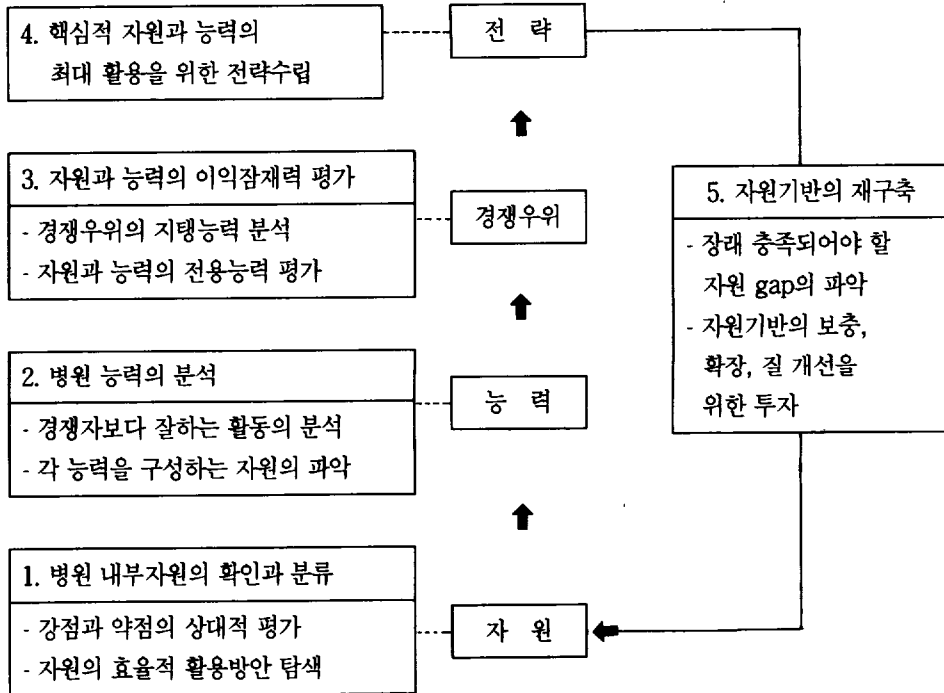 4. 핵심적 자원과 능력의
최대 활용을 위한 전략수립
전 략
3. 자원과 능력의 이익잠재력 평가
- 경쟁우위의 지탱능력 분석
- 자원과 능력의 전용능력 평가
경쟁우위
5. 자원기반의 재구축
- 장래 충족되어야 할
자원 gap의 파악
- 자원기반의 보충,
확장, 질 개선을
위한 투자
2. 병원 능력의 분석
- 경쟁자보다 잘하는 활동의 분석
- 각 능력을 구성하는 자원의 파악
능 력
1. 병원 내부자원의 확인과 분류
- 강점과 약점의 상대적 평가
- 자원의 효율적 활용방안 탐색
자 원